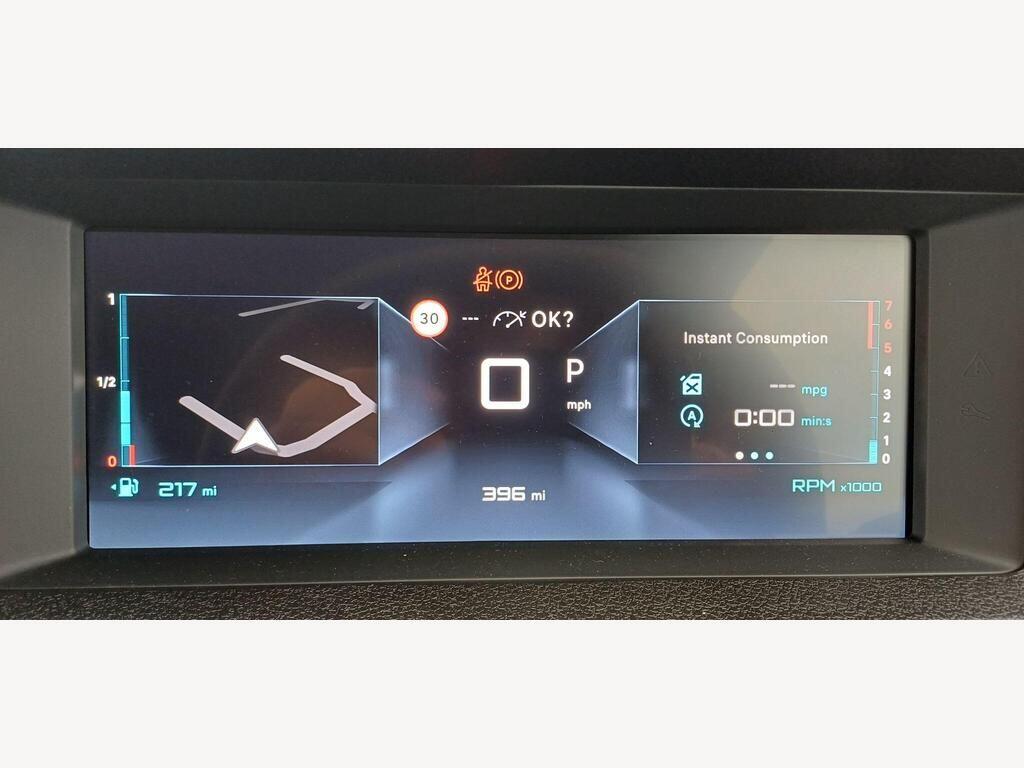 P
30 --- OK?
1
1/2
0
0 P
mph
217 mi
396 mi
Instant Consumption
--- mpg
A 0:00 min:s
7
6
5
4
3
2
1
0
RPM x1000